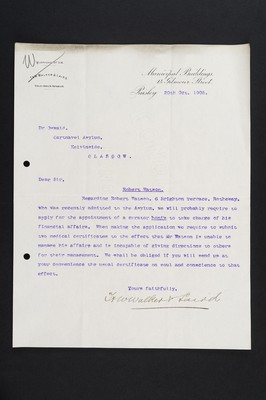 Municipal Buildings
Paisley 20th Oct. 1909.
Dr Oswald,
Gartnavel Asylum,
Kelvinside,
GLASGOW.
Dear Sir,
Robert Watson.
Regarding Robert Watson, 2 Brighton Terrace, Rothesay,
who was recently admitted to the Asylum, we will probably require to
apply for the appointment of a curator bonis to take charge of his
financial affairs. When making the application we require to submit
two medical certificates to the effect that Mr Watson is unable to
manage his affairs and is incapable of giving directions to others
for their management. We shall be obliged if you will send us at
your convenience the usual certificate on soul and conscience to that
effect.
Yours faithfully,